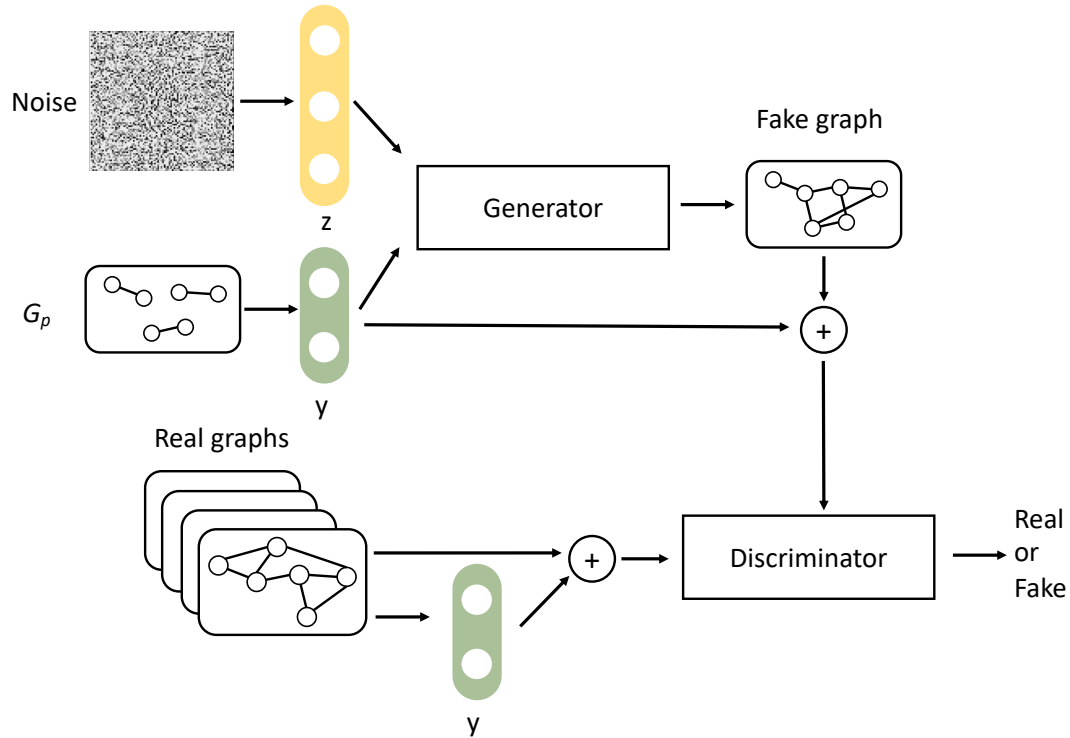 Noise
z
Generator
Fake graph
G_p
y
+
Real graphs
+
Discriminator
Real
or
Fake
y